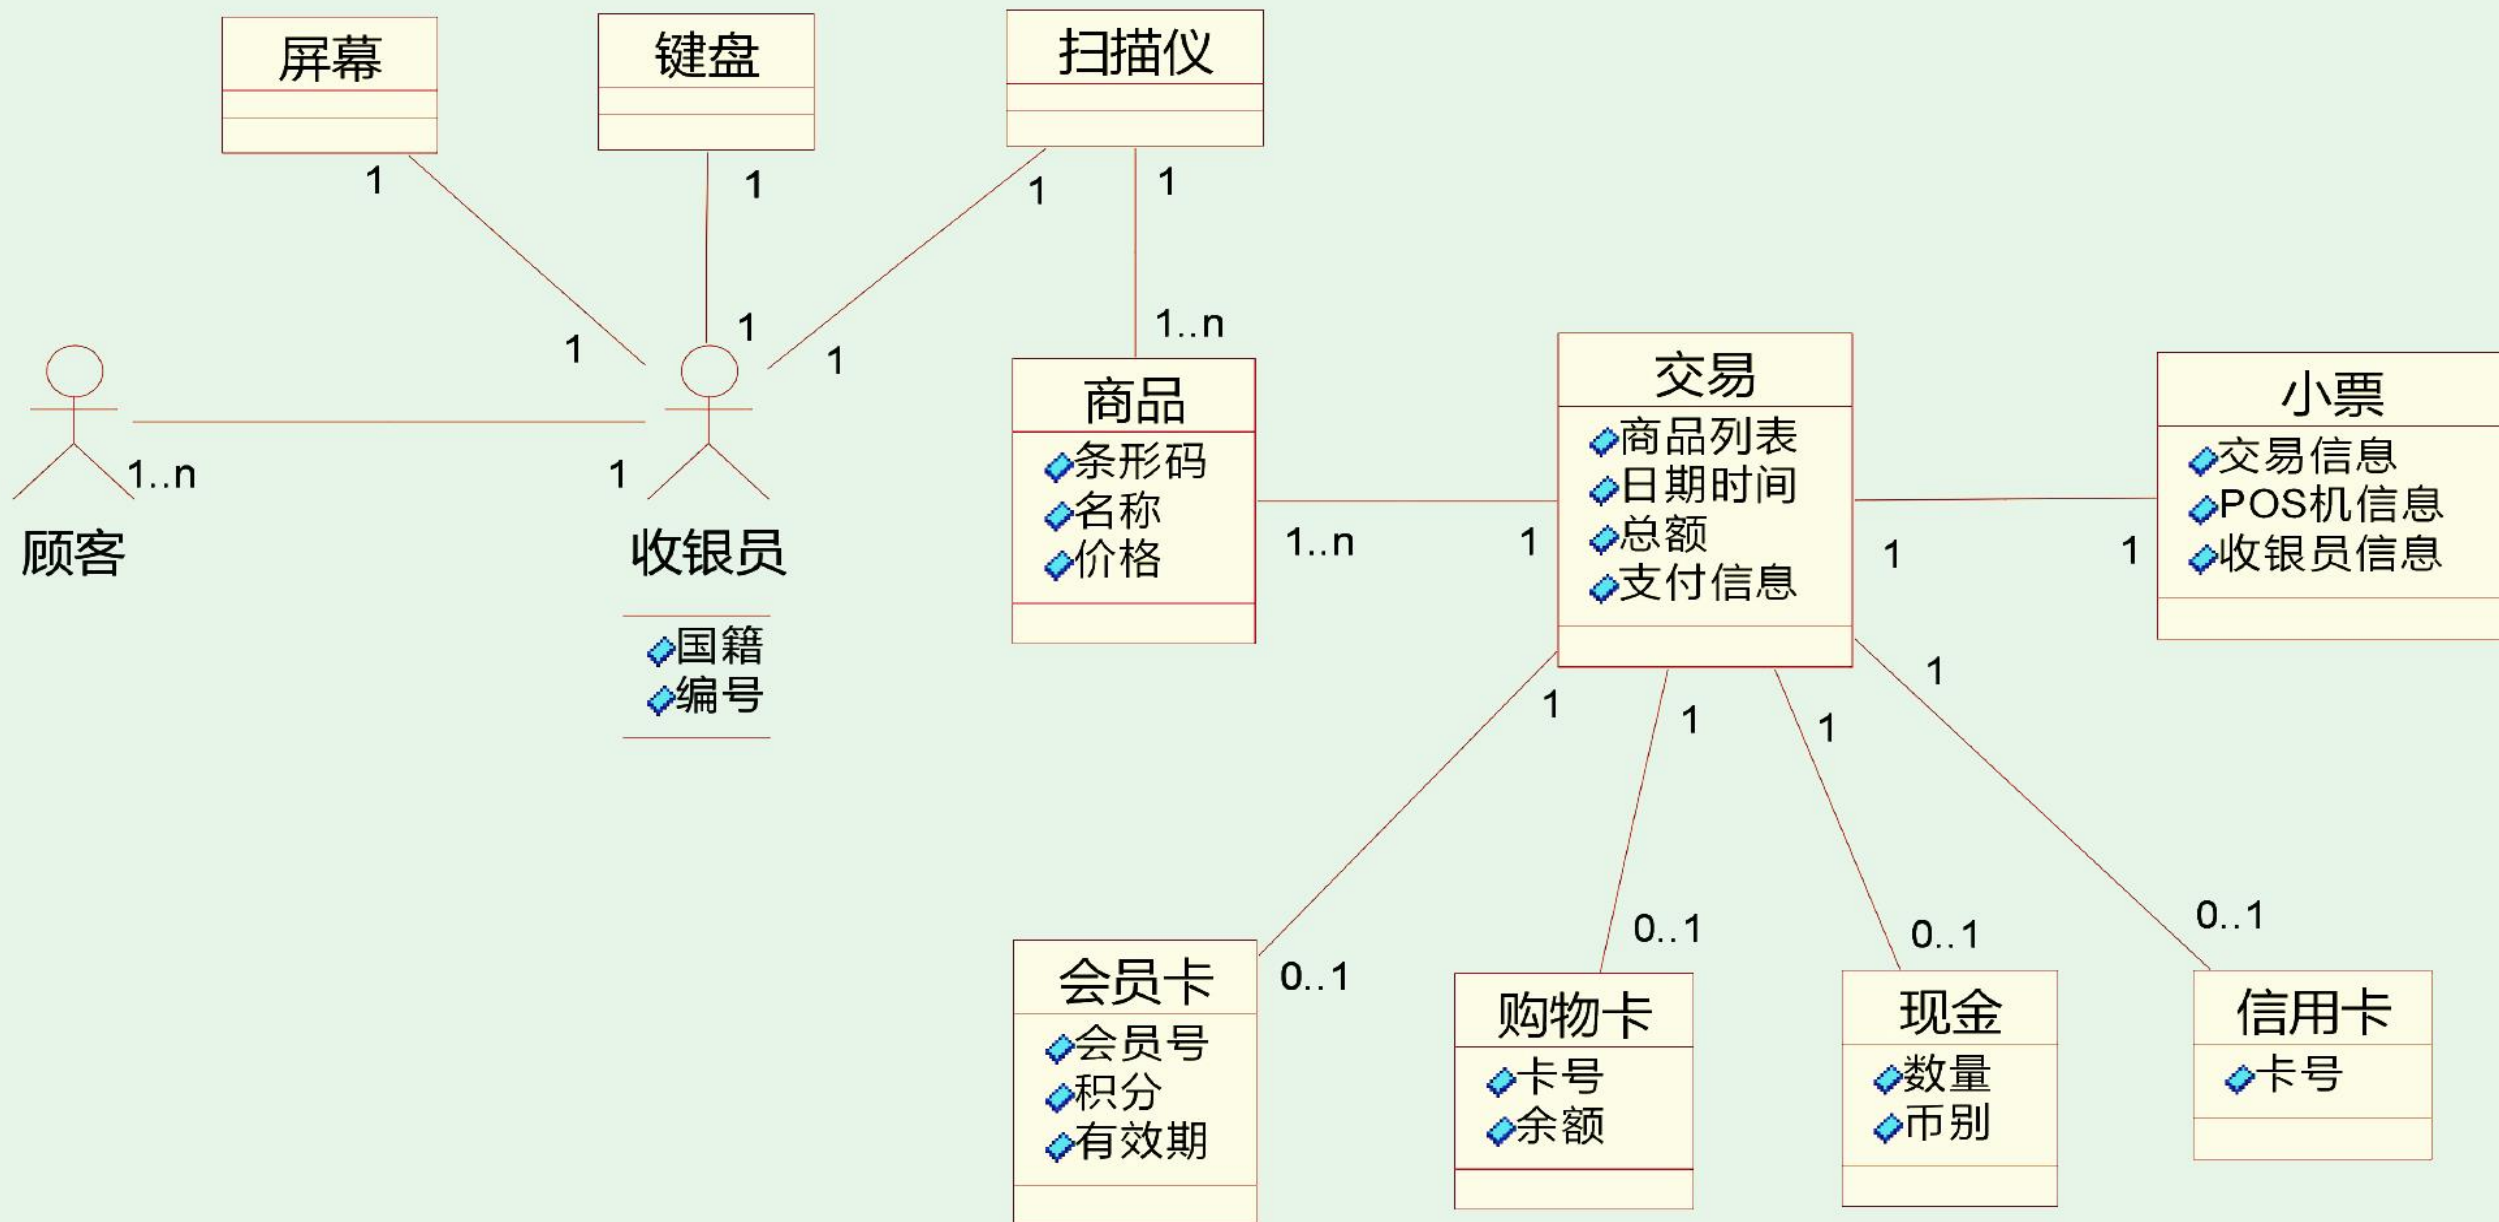 屏幕
键盘
扫描仪
1
1
1
1
1
1
1
1..n
顾客
1..n
1
收银员
国籍
编号
商品
条形码
名称
价格
1..n
1
交易
商品列表
日期时间
总额
支付信息
1
1
小票
交易信息
POS机信息
收银员信息
1
1
1
1
0..1
0..1
0..1
0..1
会员卡
会员号
积分
有效期
购物卡
卡号
余额
现金
数量
币别
信用卡
卡号